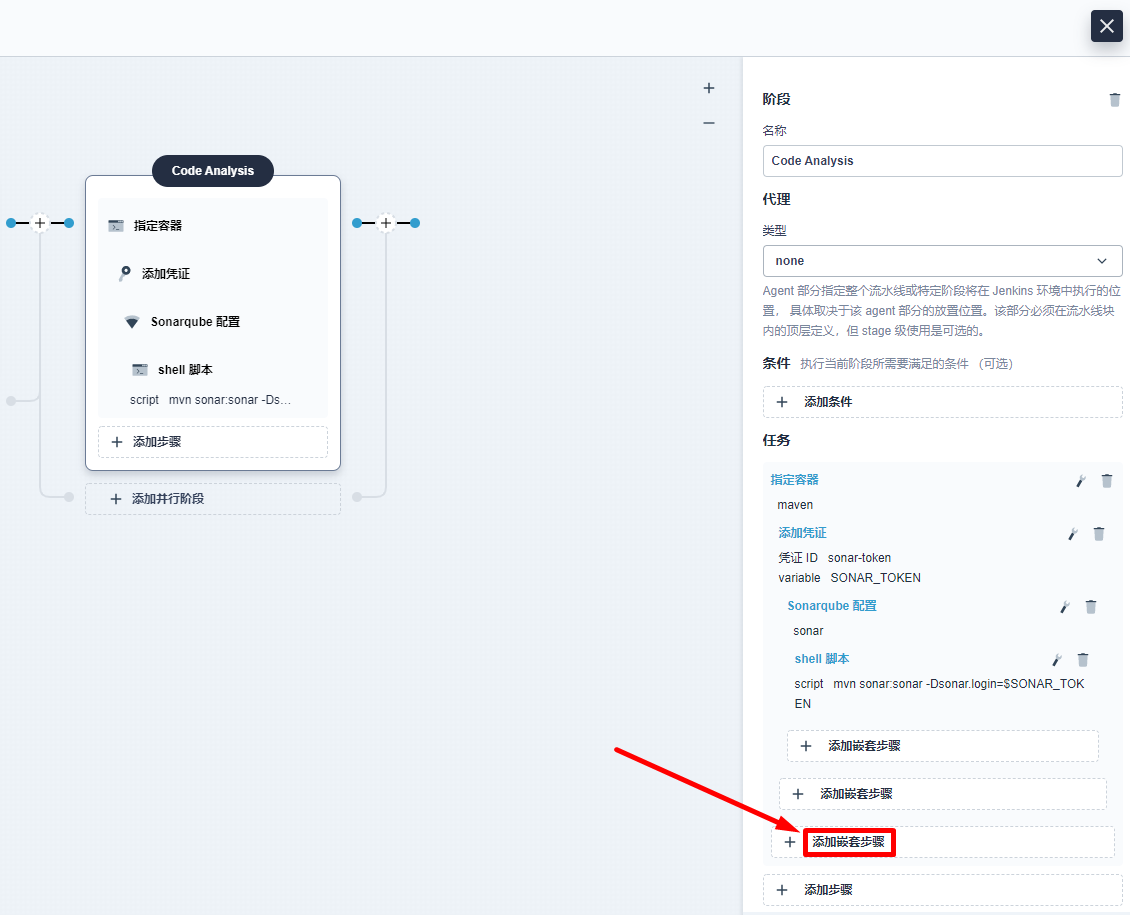 Code Analysis
指定容器
添加凭证
Sonarqube 配置
shell 脚本
script mvn sonar:sonar -Ds...
添加步骤
添加并行阶段
阶段
名称
Code Analysis
代理
类型
none
Agent 部分指定整个流水线或特定阶段将在 Jenkins 环境中执行的位
置， 具体取决于该 agent 部分的放置位置。该部分必须在流水线块
内的顶层定义，但 stage 级使用是可选的。
条件 执行当前阶段所需要满足的条件 （可选）
添加条件
任务
指定容器
maven
添加凭证
凭证 ID sonar-token
variable SONAR_TOKEN
Sonarqube 配置
sonar
shell 脚本
script mvn sonar:sonar -Dsonar.login=$SONAR_TOK
EN
添加嵌套步骤
添加嵌套步骤
添加嵌套步骤
添加步骤